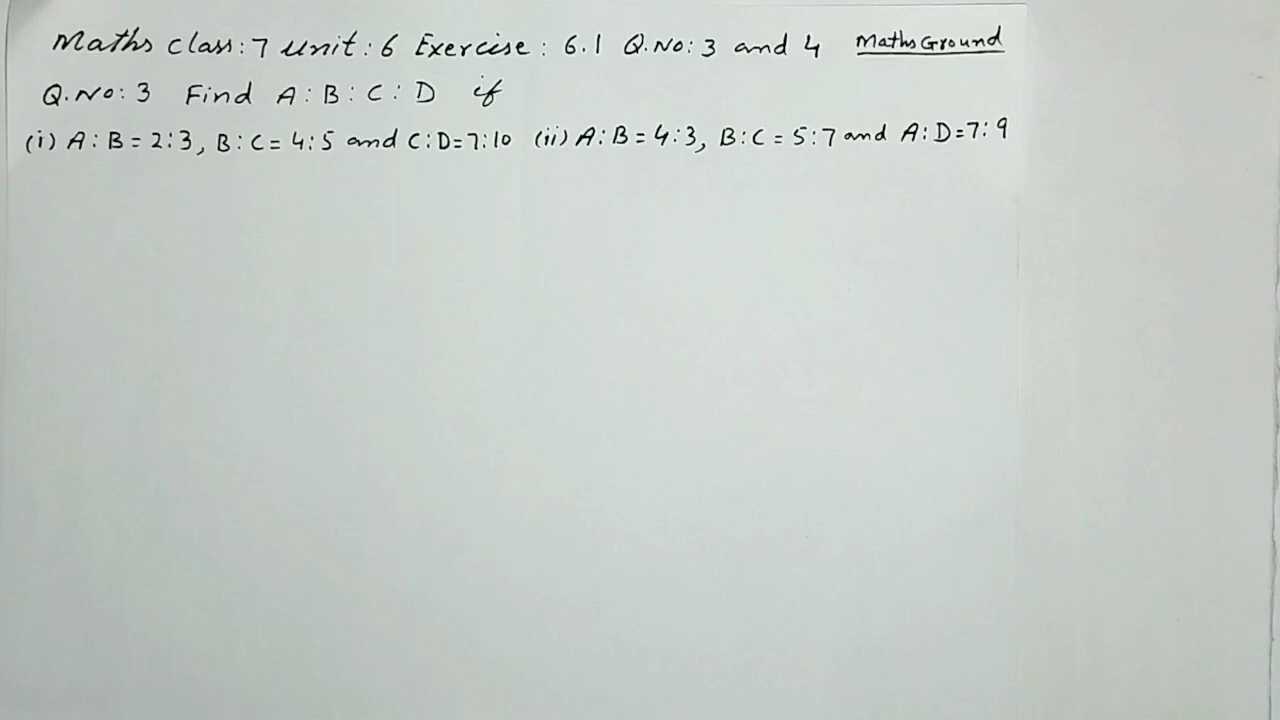 Maths class: 7 unit: 6 Exercise: 6.1 Q.No: 3 and 4 Maths Ground
Q.No: 3 Find A : B : C : D if
(i) A : B = 2 : 3, B : C = 4 : 5 and C : D = 7 : 10 (ii) A : B = 4 : 3, B : C = 5 : 7 and A : D = 7 : 9